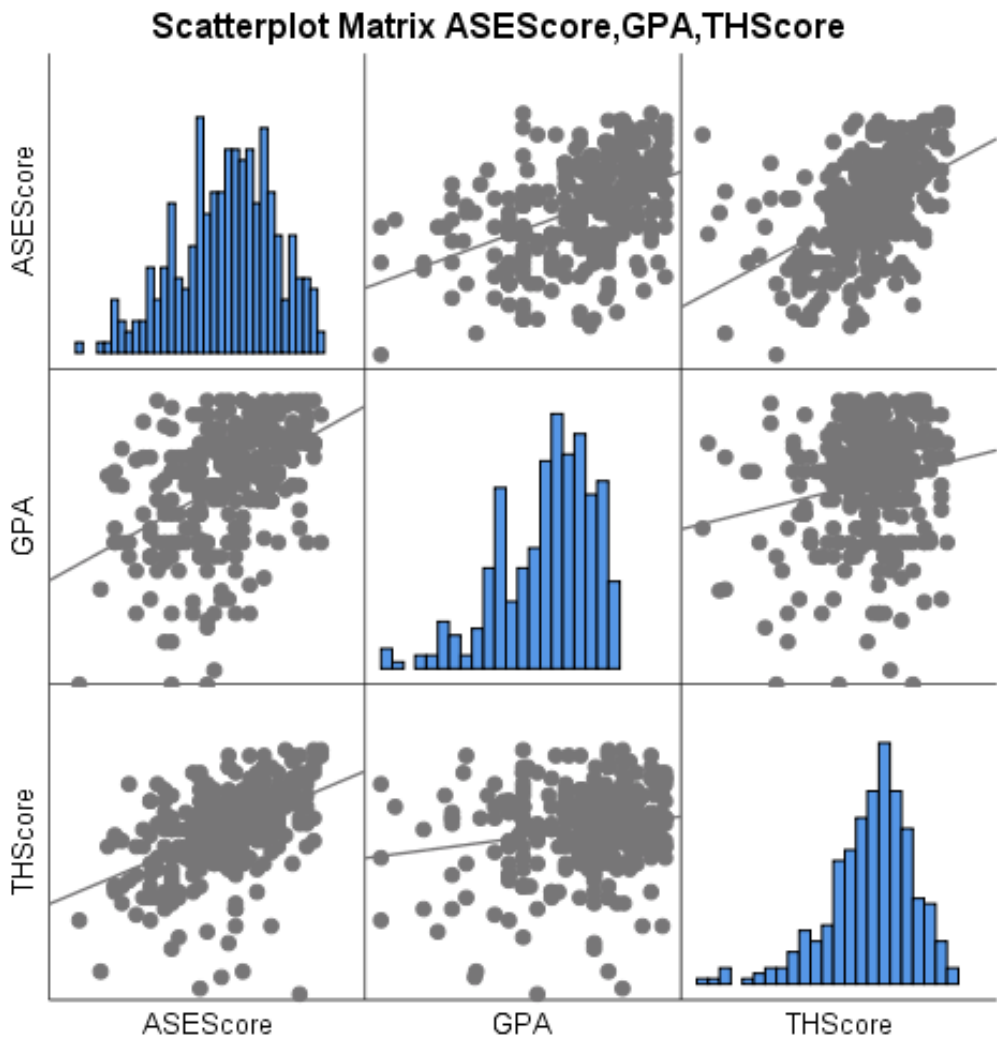 Scatterplot Matrix ASEScore,GPA,THScore
ASEScore
GPA
THScore
ASEScore
GPA
THScore